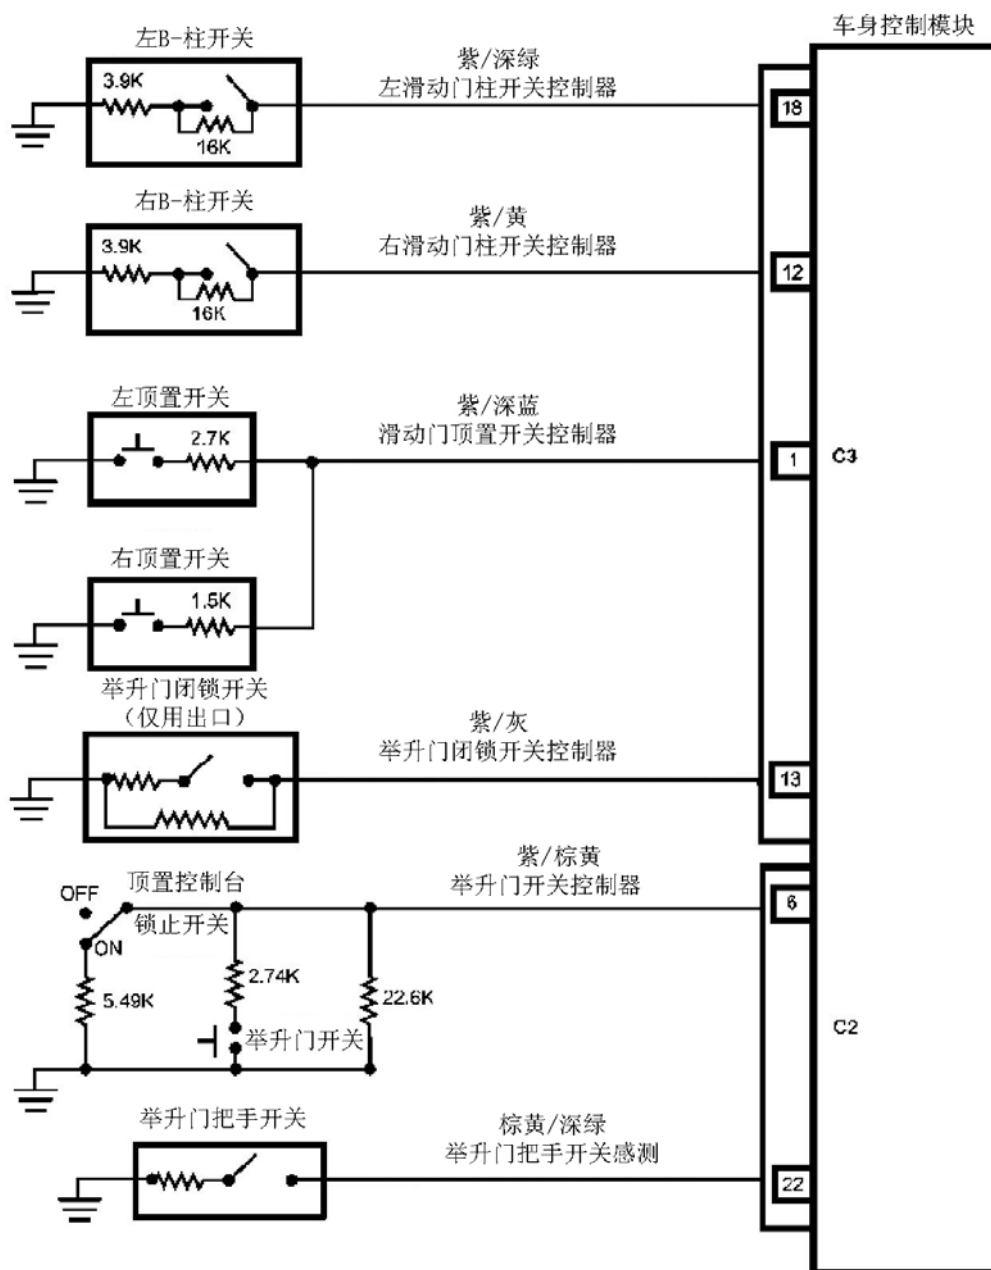 车身控制模块
左B-柱开关
紫/深绿
左滑动门柱开关控制器
3.9K
16K
18
右B-柱开关
紫/黄
右滑动门柱开关控制器
3.9K
16K
12
左顶置开关
紫/深蓝
滑动门顶置开关控制器
2.7K
1
C3
右顶置开关
1.5K
举升门闭锁开关
（仅用出口）
紫/灰
举升门闭锁开关控制器
13
紫/棕黄
举升门开关控制器
顶置控制台
锁止开关
OFF
ON
6
5.49K
2.74K
22.6K
举升门开关
C2
举升门把手开关
棕黄/深绿
举升门把手开关感测
22